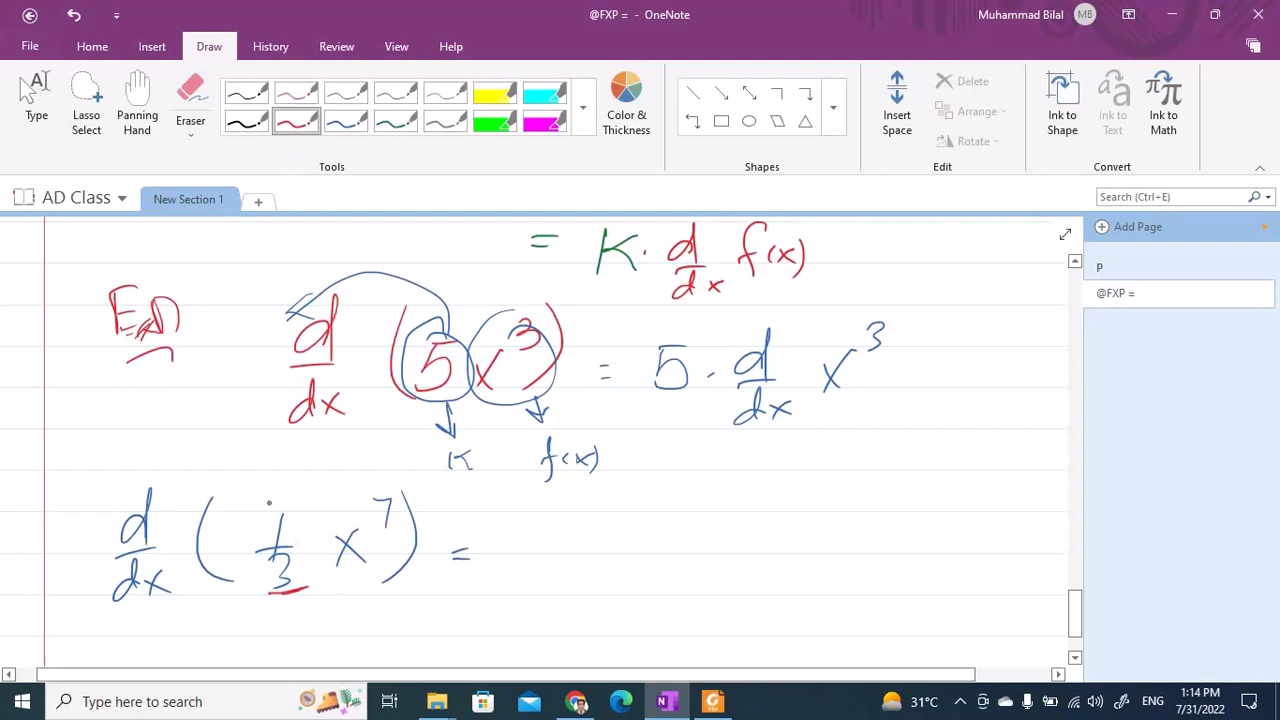 @FXP = - OneNote
Muhammad Bilal MB
File Home Insert Draw History Review View Help
Type
Lasso Select
Panning Hand
Eraser
Color & Thickness
Insert Space
Delete
Arrange
Rotate
Ink to Shape
Ink to Text
Ink to Math
Tools
Shapes
Edit
Convert
AD Class
New Section 1
+
Search (Ctrl+E)
Add Page
p
@FXP =
= K · d/dx f(x)
d/dx (5x³) = 5 · d/dx x³
K f(x)
d/dx (1/3 x⁷) =
Type here to search
31°C
ENG
1:14 PM
7/31/2022